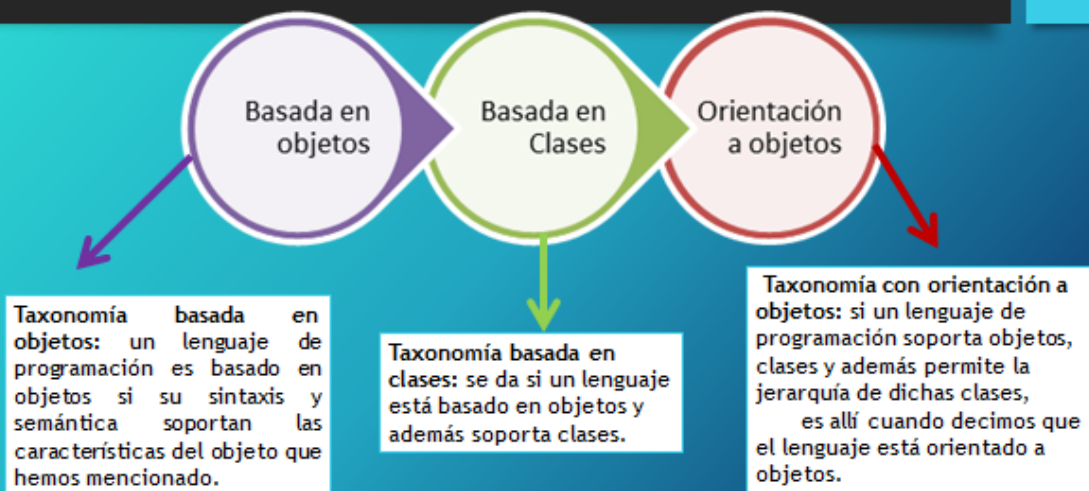 Basada en
objetos
Basada en
Clases
Orientación
a objetos
Taxonomía basada en
objetos: un lenguaje de
programación es basado en
objetos si su sintaxis y
semántica soportan las
características del objeto que
hemos mencionado.
Taxonomía basada en
clases: se da si un lenguaje
está basado en objetos y
además soporta clases.
Taxonomía con orientación a
objetos: si un lenguaje de
programación soporta objetos,
clases y además permite la
jerarquía de dichas clases,
es allí cuando decimos que
el lenguaje está orientado a
objetos.